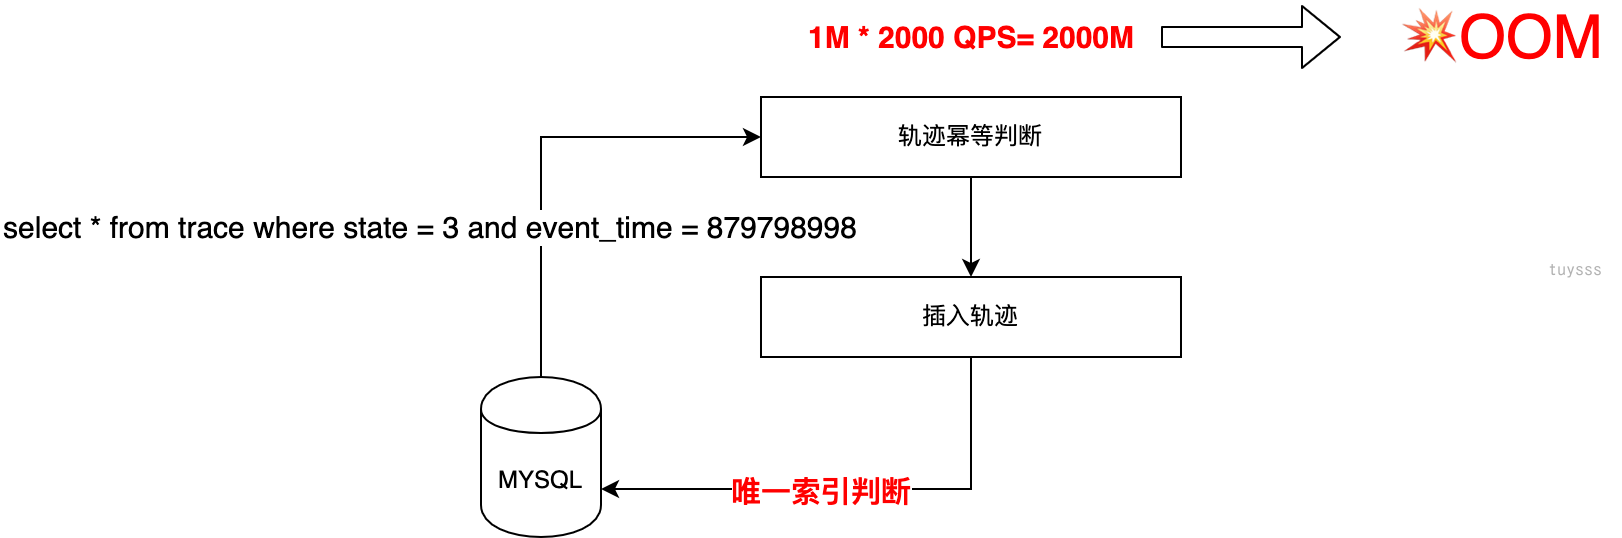 1M * 2000 QPS= 2000M
💥OOM
轨迹幂等判断
select * from trace where state = 3 and event_time = 879798998
tuysss
插入轨迹
MYSQL
唯一索引判断